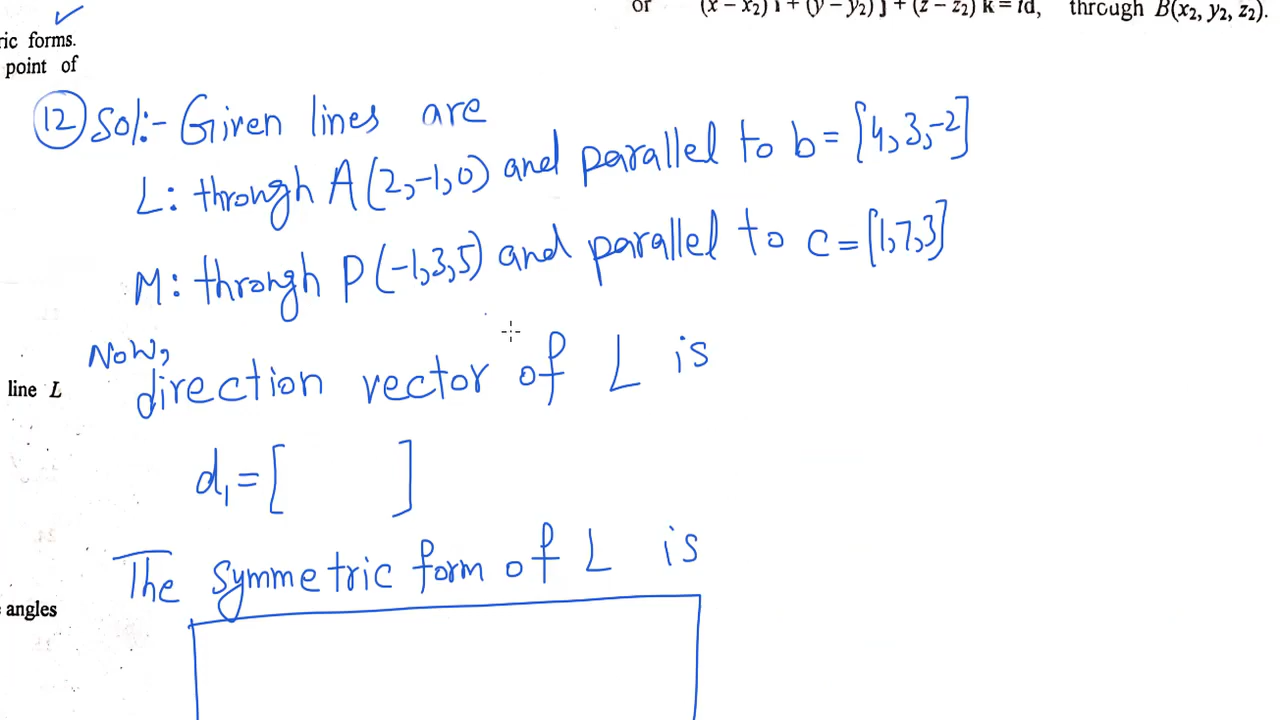 or (x − x₂) i + (y − y₂) j + (z − z₂) k = td, through B(x₂, y₂, z₂).
ric forms.
point of
12 Sol:- Given lines are
L: through A(2,-1,0) and parallel to b = [4,3,-2]
M: through P(-1,3,5) and parallel to c = [1,7,3]
Now,
direction vector of L is
line L
d₁ = [ ]
The symmetric form of L is
angles